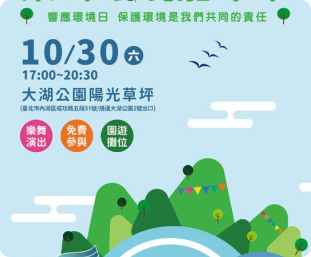 響應環境日 保護環境是我們共同的責任
10/30 六
17:00~20:30
大湖公園陽光草坪
(臺北市內湖區成功路五段31號/捷運大湖公園2號出口)
樂舞
演出
免費
參與
園遊
攤位